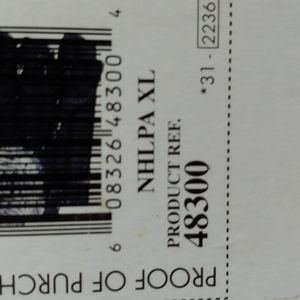 6 08326 48300 4
NHLPA XL
PRODUCT REF.
48300
*31- 2236
PROOF OF PURCH